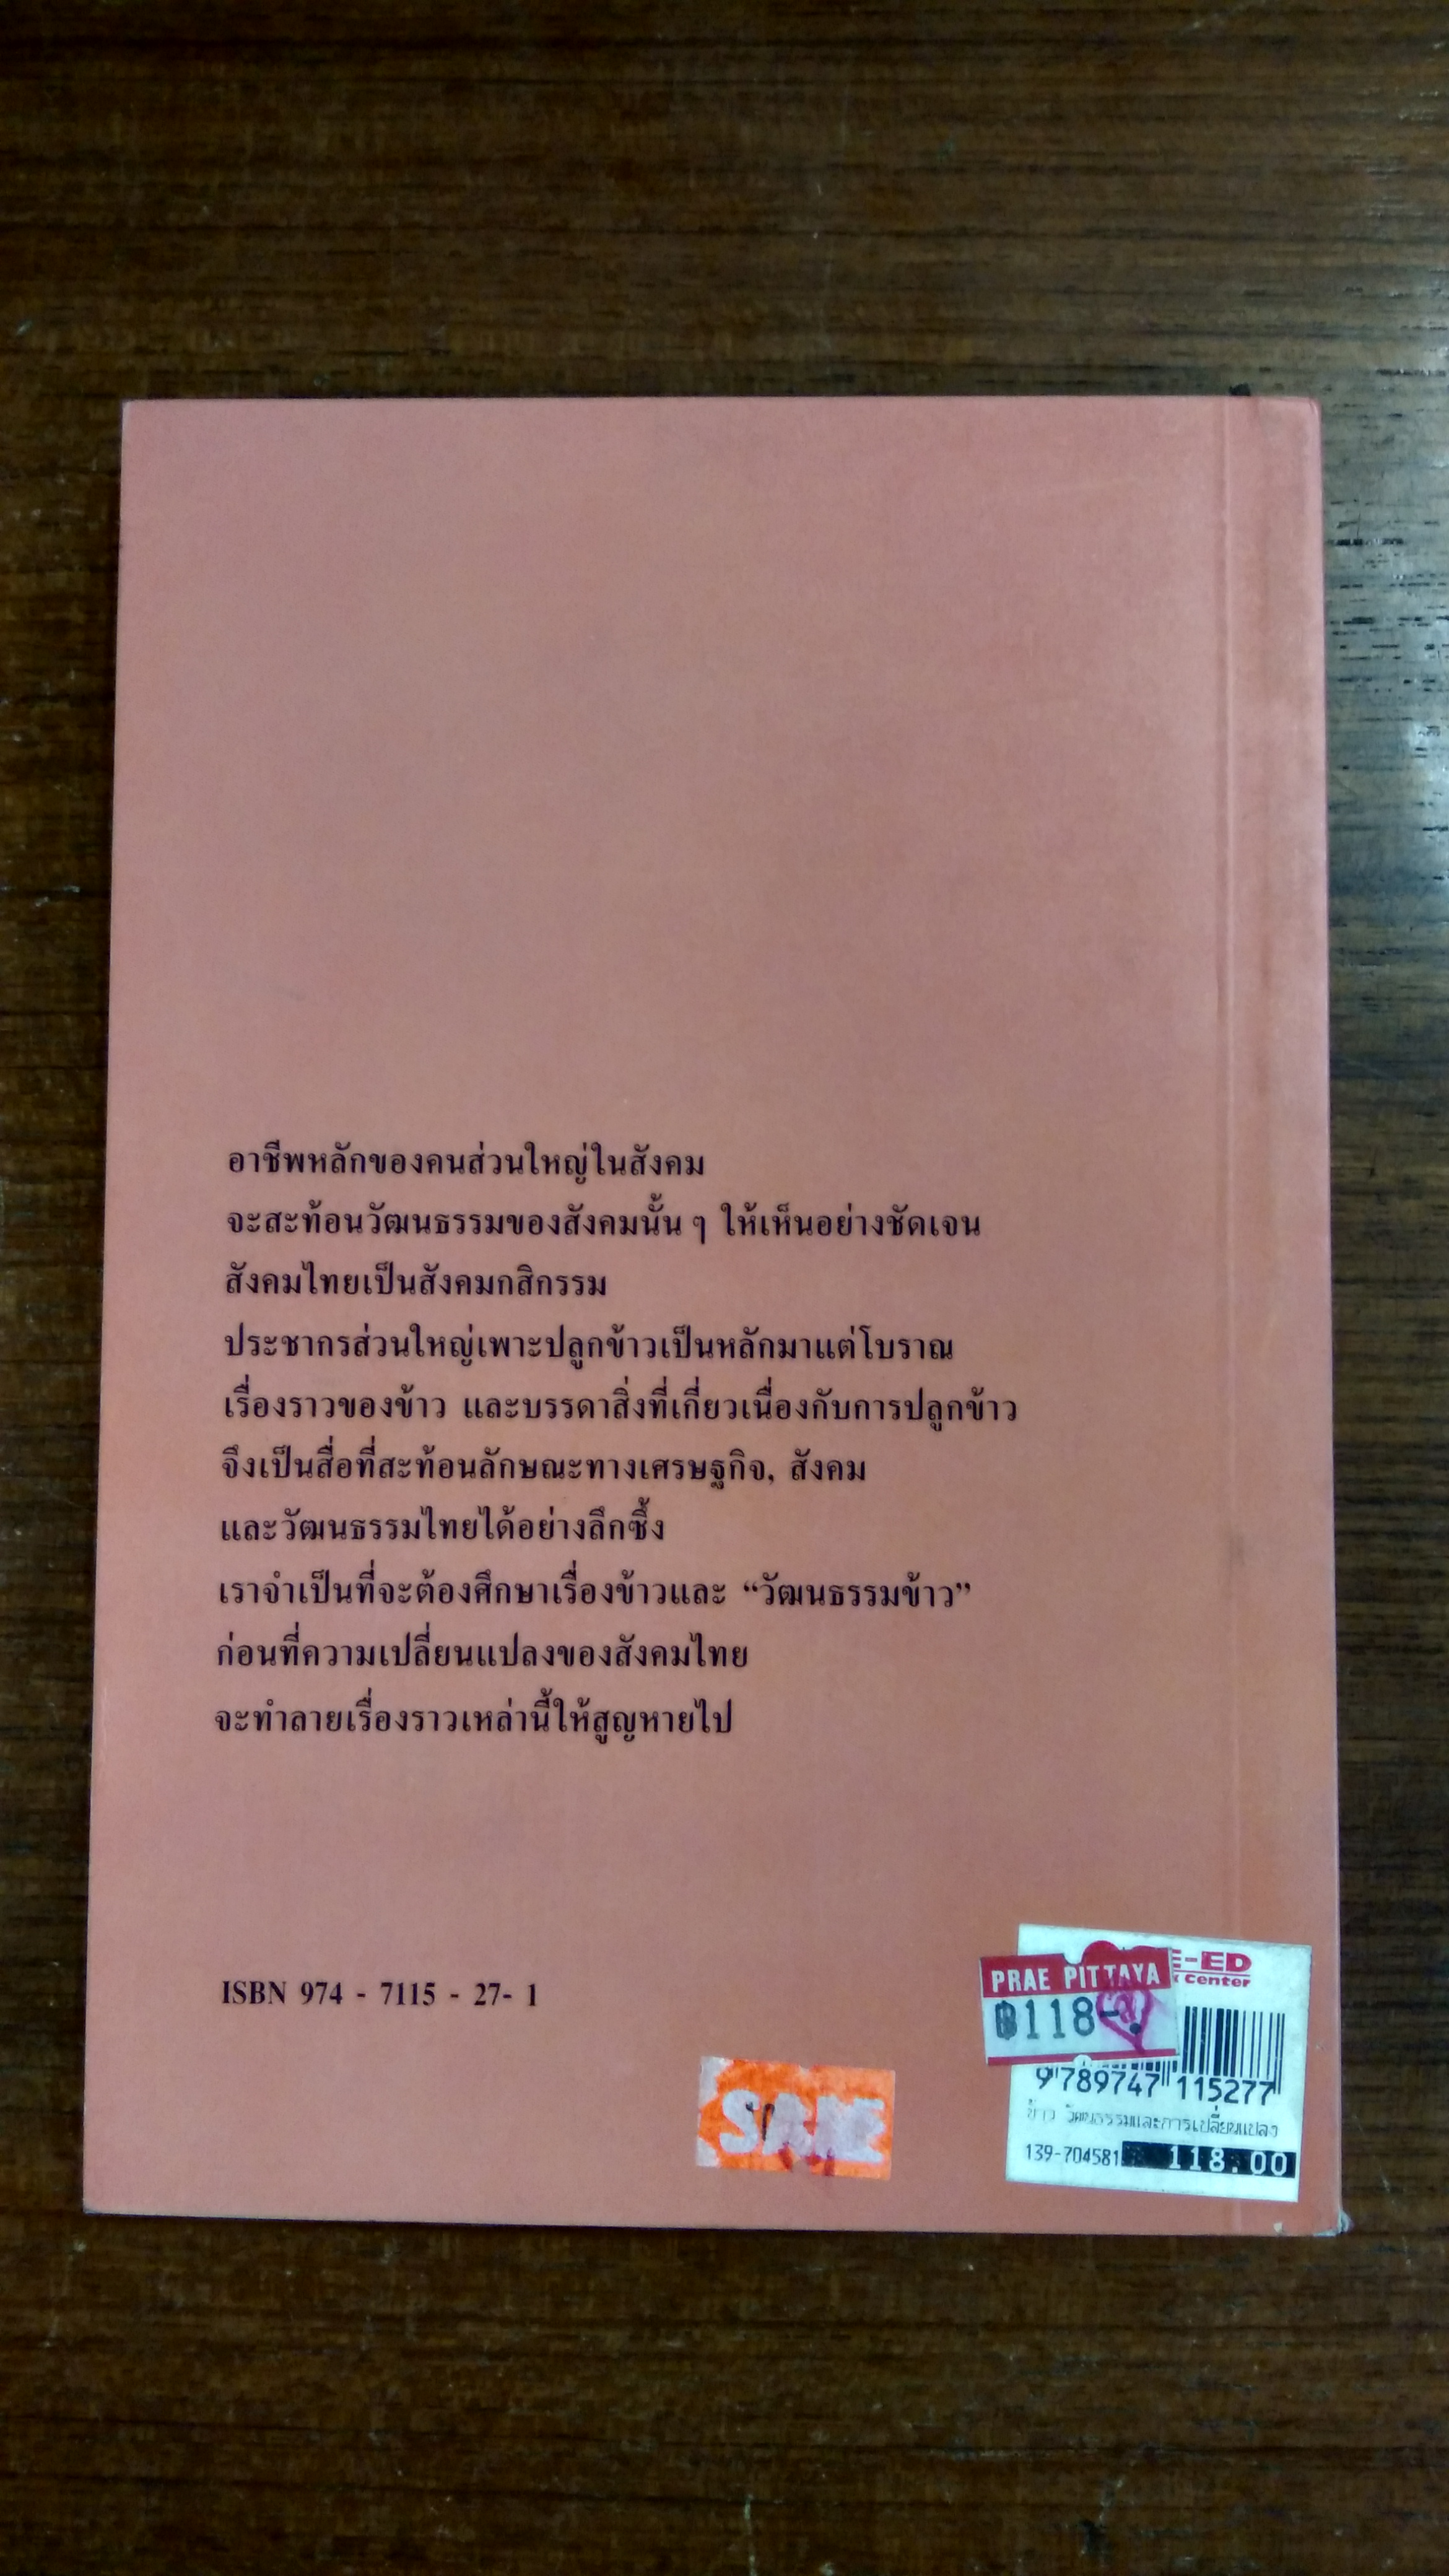 อาชีพหลักของคนส่วนใหญ่ในสังคม
จะสะท้อนวัฒนธรรมของสังคมนั้น ๆ ให้เห็นอย่างชัดเจน
สังคมไทยเป็นสังคมกสิกรรม
ประชากรส่วนใหญ่เพาะปลูกข้าวเป็นหลักมาแต่โบราณ
เรื่องราวของข้าว และบรรดาสิ่งที่เกี่ยวเนื่องกับการปลูกข้าว
จึงเป็นสื่อที่สะท้อนลักษณะทางเศรษฐกิจ, สังคม
และวัฒนธรรมไทยได้อย่างลึกซึ้ง
เราจำเป็นที่จะต้องศึกษาเรื่องข้าวและ “วัฒนธรรมข้าว”
ก่อนที่ความเปลี่ยนแปลงของสังคมไทย
จะทำลายเรื่องราวเหล่านี้ให้สูญหายไป
ISBN 974 - 7115 - 27- 1
E-ED
Center
PRAE PITTAYA
฿118-.
9 789747 115277
ข้าว วัฒนธรรมและการเปลี่ยนแปลง
139-704581 118.00